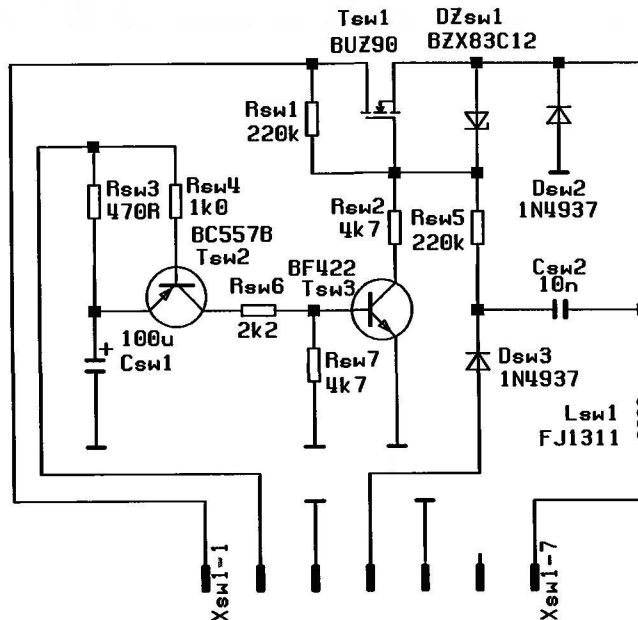 Tsw1
BUZ90
DZsw1
BZX83C12
Rsw1
220k
Rsw3
470R
Rsw4
1k0
BC557B
Tsw2
Rsw2
4k7
Rsw5
220k
Dsw2
1N4937
Rsw6
2k2
BF422
Tsw3
Csw2
10n
+
100u
Csw1
Rsw7
4k7
Dsw3
1N4937
Lsw1
FJ1311
Xsw1-1
Xsw1-7